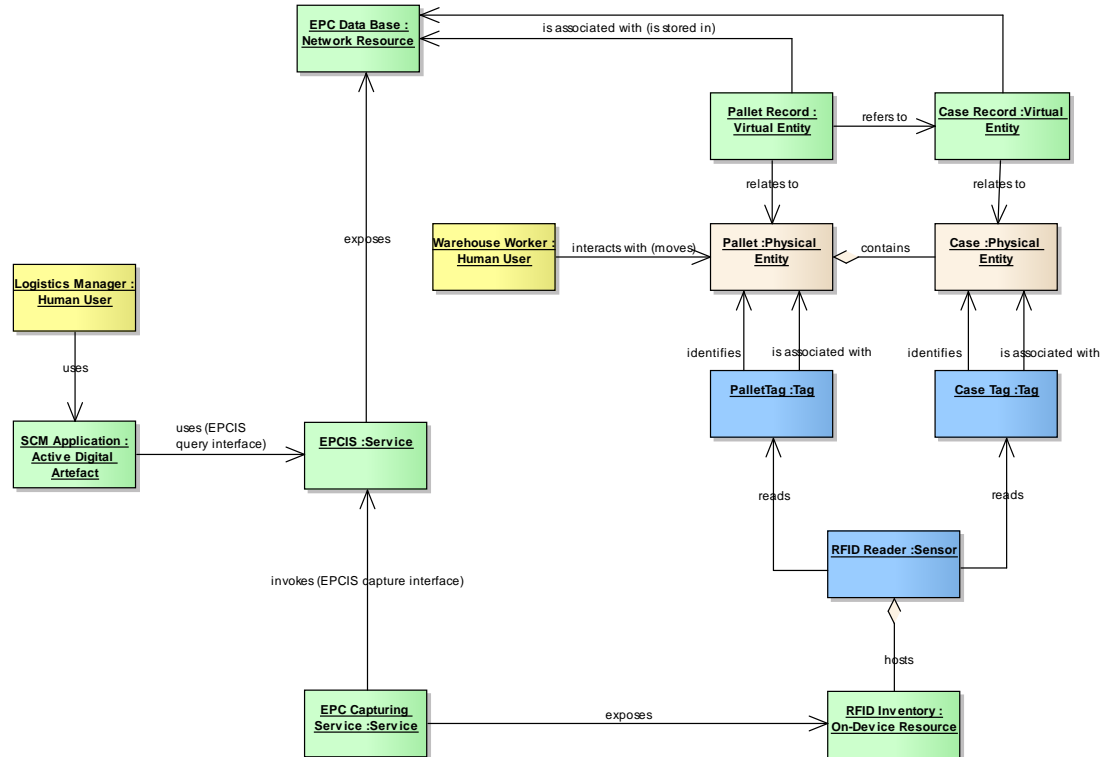 EPC Data Base :
Network Resource
is associated with (is stored in)
Pallet Record :
Virtual Entity
refers to
Case Record :Virtual
Entity
relates to
relates to
exposes
Warehouse Worker :
Human User
interacts with (moves)
Pallet :Physical
Entity
contains
Case :Physical
Entity
Logistics Manager :
Human User
uses
identifies
is associated with
identifies
is associated with
PalletTag :Tag
Case Tag :Tag
SCM Application :
Active Digital
Artefact
uses (EPCIS
query interface)
EPCIS :Service
reads
reads
RFID Reader :Sensor
invokes (EPCIS capture interface)
hosts
EPC Capturing
Service :Service
exposes
RFID Inventory :
On-Device Resource